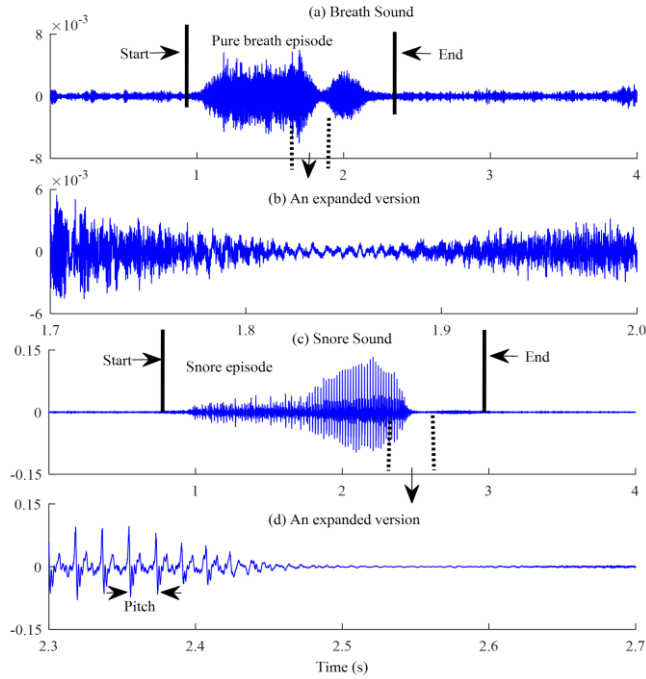 (a) Breath Sound
×10⁻³
8
Start
Pure breath episode
End
0
-8
1 2 3 4
(b) An expanded version
×10⁻³
6
0
-6
1.7 1.8 1.9 2.0
(c) Snore Sound
0.15
Start
Snore episode
End
0
-0.15
1 2 3 4
(d) An expanded version
0.15
0
Pitch
-0.15
2.3 2.4 2.5 2.6 2.7
Time (s)